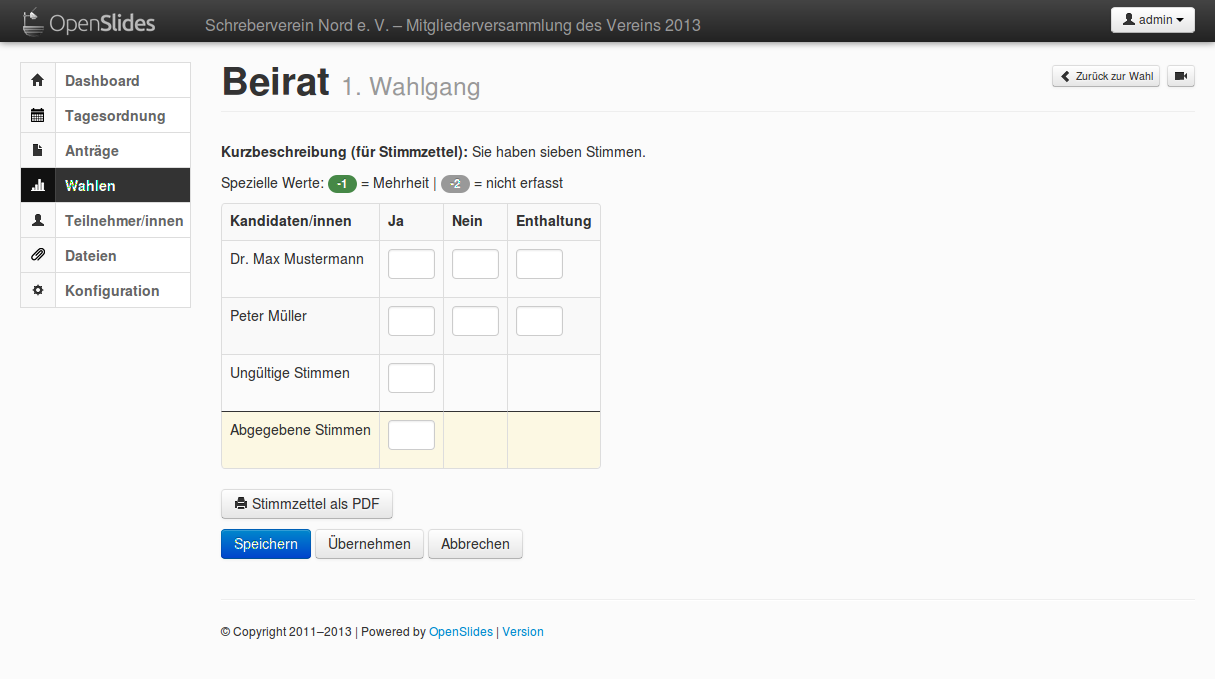 OpenSlides
Schreberverein Nord e. V. – Mitgliederversammlung des Vereins 2013
admin
Dashboard
Tagesordnung
Anträge
Wahlen
Teilnehmer/innen
Dateien
Konfiguration
Beirat 1. Wahlgang
Zurück zur Wahl
Kurzbeschreibung (für Stimmzettel): Sie haben sieben Stimmen.
Spezielle Werte: -1 = Mehrheit | -2 = nicht erfasst
Kandidaten/innen Ja Nein Enthaltung
Dr. Max Mustermann
Peter Müller
Ungültige Stimmen
Abgegebene Stimmen
Stimmzettel als PDF
Speichern Übernehmen Abbrechen
© Copyright 2011–2013 | Powered by OpenSlides | Version